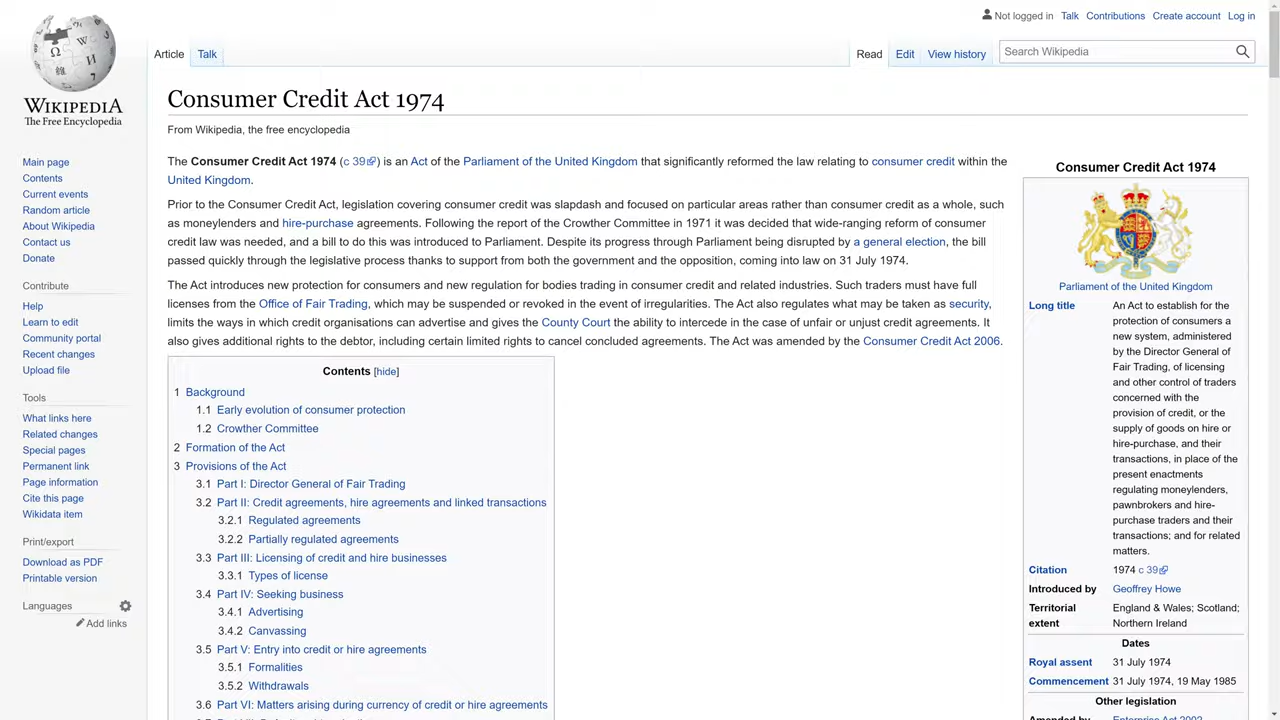 Not logged in Talk Contributions Create account Log in
Article Talk Read Edit View history Search Wikipedia
WIKIPEDIA
The Free Encyclopedia
Main page
Contents
Current events
Random article
About Wikipedia
Contact us
Donate
Contribute
Help
Learn to edit
Community portal
Recent changes
Upload file
Tools
What links here
Related changes
Special pages
Permanent link
Page information
Cite this page
Wikidata item
Print/export
Download as PDF
Printable version
Languages
Add links
Consumer Credit Act 1974
From Wikipedia, the free encyclopedia
The Consumer Credit Act 1974 (c 39) is an Act of the Parliament of the United Kingdom that significantly reformed the law relating to consumer credit within the
United Kingdom.
Prior to the Consumer Credit Act, legislation covering consumer credit was slapdash and focused on particular areas rather than consumer credit as a whole, such
as moneylenders and hire-purchase agreements. Following the report of the Crowther Committee in 1971 it was decided that wide-ranging reform of consumer
credit law was needed, and a bill to do this was introduced to Parliament. Despite its progress through Parliament being disrupted by a general election, the bill
passed quickly through the legislative process thanks to support from both the government and the opposition, coming into law on 31 July 1974.
The Act introduces new protection for consumers and new regulation for bodies trading in consumer credit and related industries. Such traders must have full
licenses from the Office of Fair Trading, which may be suspended or revoked in the event of irregularities. The Act also regulates what may be taken as security,
limits the ways in which credit organisations can advertise and gives the County Court the ability to intercede in the case of unfair or unjust credit agreements. It
also gives additional rights to the debtor, including certain limited rights to cancel concluded agreements. The Act was amended by the Consumer Credit Act 2006.
Contents [hide]
1 Background
1.1 Early evolution of consumer protection
1.2 Crowther Committee
2 Formation of the Act
3 Provisions of the Act
3.1 Part I: Director General of Fair Trading
3.2 Part II: Credit agreements, hire agreements and linked transactions
3.2.1 Regulated agreements
3.2.2 Partially regulated agreements
3.3 Part III: Licensing of credit and hire businesses
3.3.1 Types of license
3.4 Part IV: Seeking business
3.4.1 Advertising
3.4.2 Canvassing
3.5 Part V: Entry into credit or hire agreements
3.5.1 Formalities
3.5.2 Withdrawals
3.6 Part VI: Matters arising during currency of credit or hire agreements
Consumer Credit Act 1974
Parliament of the United Kingdom
Long title An Act to establish for the
protection of consumers a
new system, administered
by the Director General of
Fair Trading, of licensing
and other control of traders
concerned with the
provision of credit, or the
supply of goods on hire or
hire-purchase, and their
transactions, in place of the
present enactments
regulating moneylenders,
pawnbrokers and hire-
purchase traders and their
transactions; and for related
matters.
Citation 1974 c 39
Introduced by Geoffrey Howe
Territorial England & Wales; Scotland;
extent Northern Ireland
Dates
Royal assent 31 July 1974
Commencement 31 July 1974, 19 May 1985
Other legislation
Amended by Enterprise Act 2002